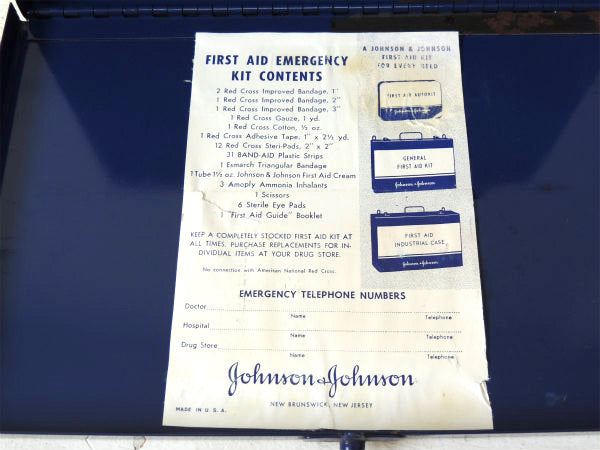 FIRST AID EMERGENCY
KIT CONTENTS
2 Red Cross Improved Bandage, 1"
1 Red Cross Improved Bandage, 2"
1 Red Cross Improved Bandage, 3"
1 Red Cross Gauze, 1 yd.
1 Red Cross Cotton, ½ oz.
1 Red Cross Adhesive Tape, 1" x 2½ yd.
12 Red Cross Steri-Pads, 2" x 2"
31 BAND-AID Plastic Strips
1 Esmarch Triangular Bandage
1 Tube 1½ oz. Johnson & Johnson First Aid Cream
3 Amoply Ammonia Inhalants
1 Scissors
6 Sterile Eye Pads
1 "First Aid Guide" Booklet
KEEP A COMPLETELY STOCKED FIRST AID KIT AT
ALL TIMES. PURCHASE REPLACEMENTS FOR IN-
DIVIDUAL ITEMS AT YOUR DRUG STORE.
No connection with American National Red Cross.
A JOHNSON & JOHNSON
FIRST AID KIT
FOR EVERY NEED
FIRST AID AUTOKIT
GENERAL
FIRST AID KIT
Johnson & Johnson
FIRST AID
INDUSTRIAL CASE
Johnson & Johnson
EMERGENCY TELEPHONE NUMBERS
Doctor
Name Telephone
Hospital
Name Telephone
Drug Store
Name Telephone
Johnson & Johnson
NEW BRUNSWICK, NEW JERSEY
MADE IN U. S. A.